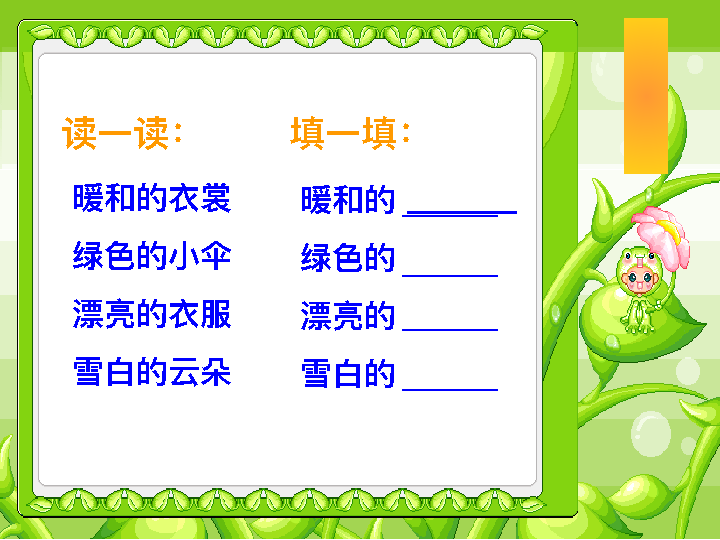 读一读：
暖和的衣裳
绿色的小伞
漂亮的衣服
雪白的云朵
填一填：
暖和的 ______
绿色的 ______
漂亮的 ______
雪白的 ______